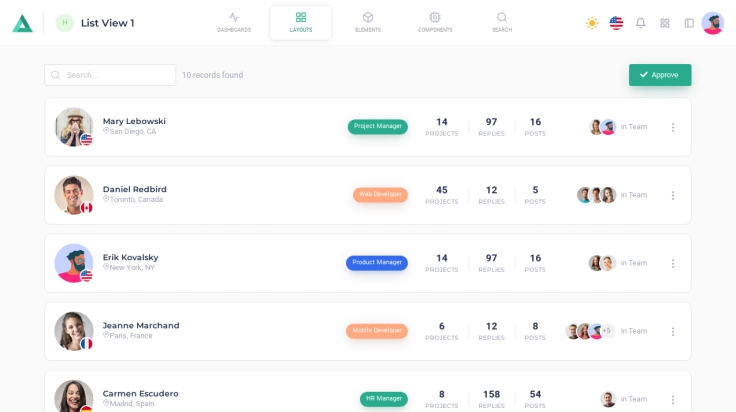 H List View 1
DASHBOARDS LAYOUTS ELEMENTS COMPONENTS SEARCH
Search... 10 records found Approve
Mary Lebowski
San Diego, CA
Project Manager
14 97 16
PROJECTS REPLIES POSTS
in Team
Daniel Redbird
Toronto, Canada
Web Developer
45 12 5
PROJECTS REPLIES POSTS
in Team
Erik Kovalsky
New York, NY
Product Manager
14 97 16
PROJECTS REPLIES POSTS
in Team
Jeanne Marchand
Paris, France
Mobile Developer
6 12 8
PROJECTS REPLIES POSTS
+5 in Team
Carmen Escudero
Madrid, Spain
HR Manager
8 158 54
PROJECTS REPLIES POSTS
in Team